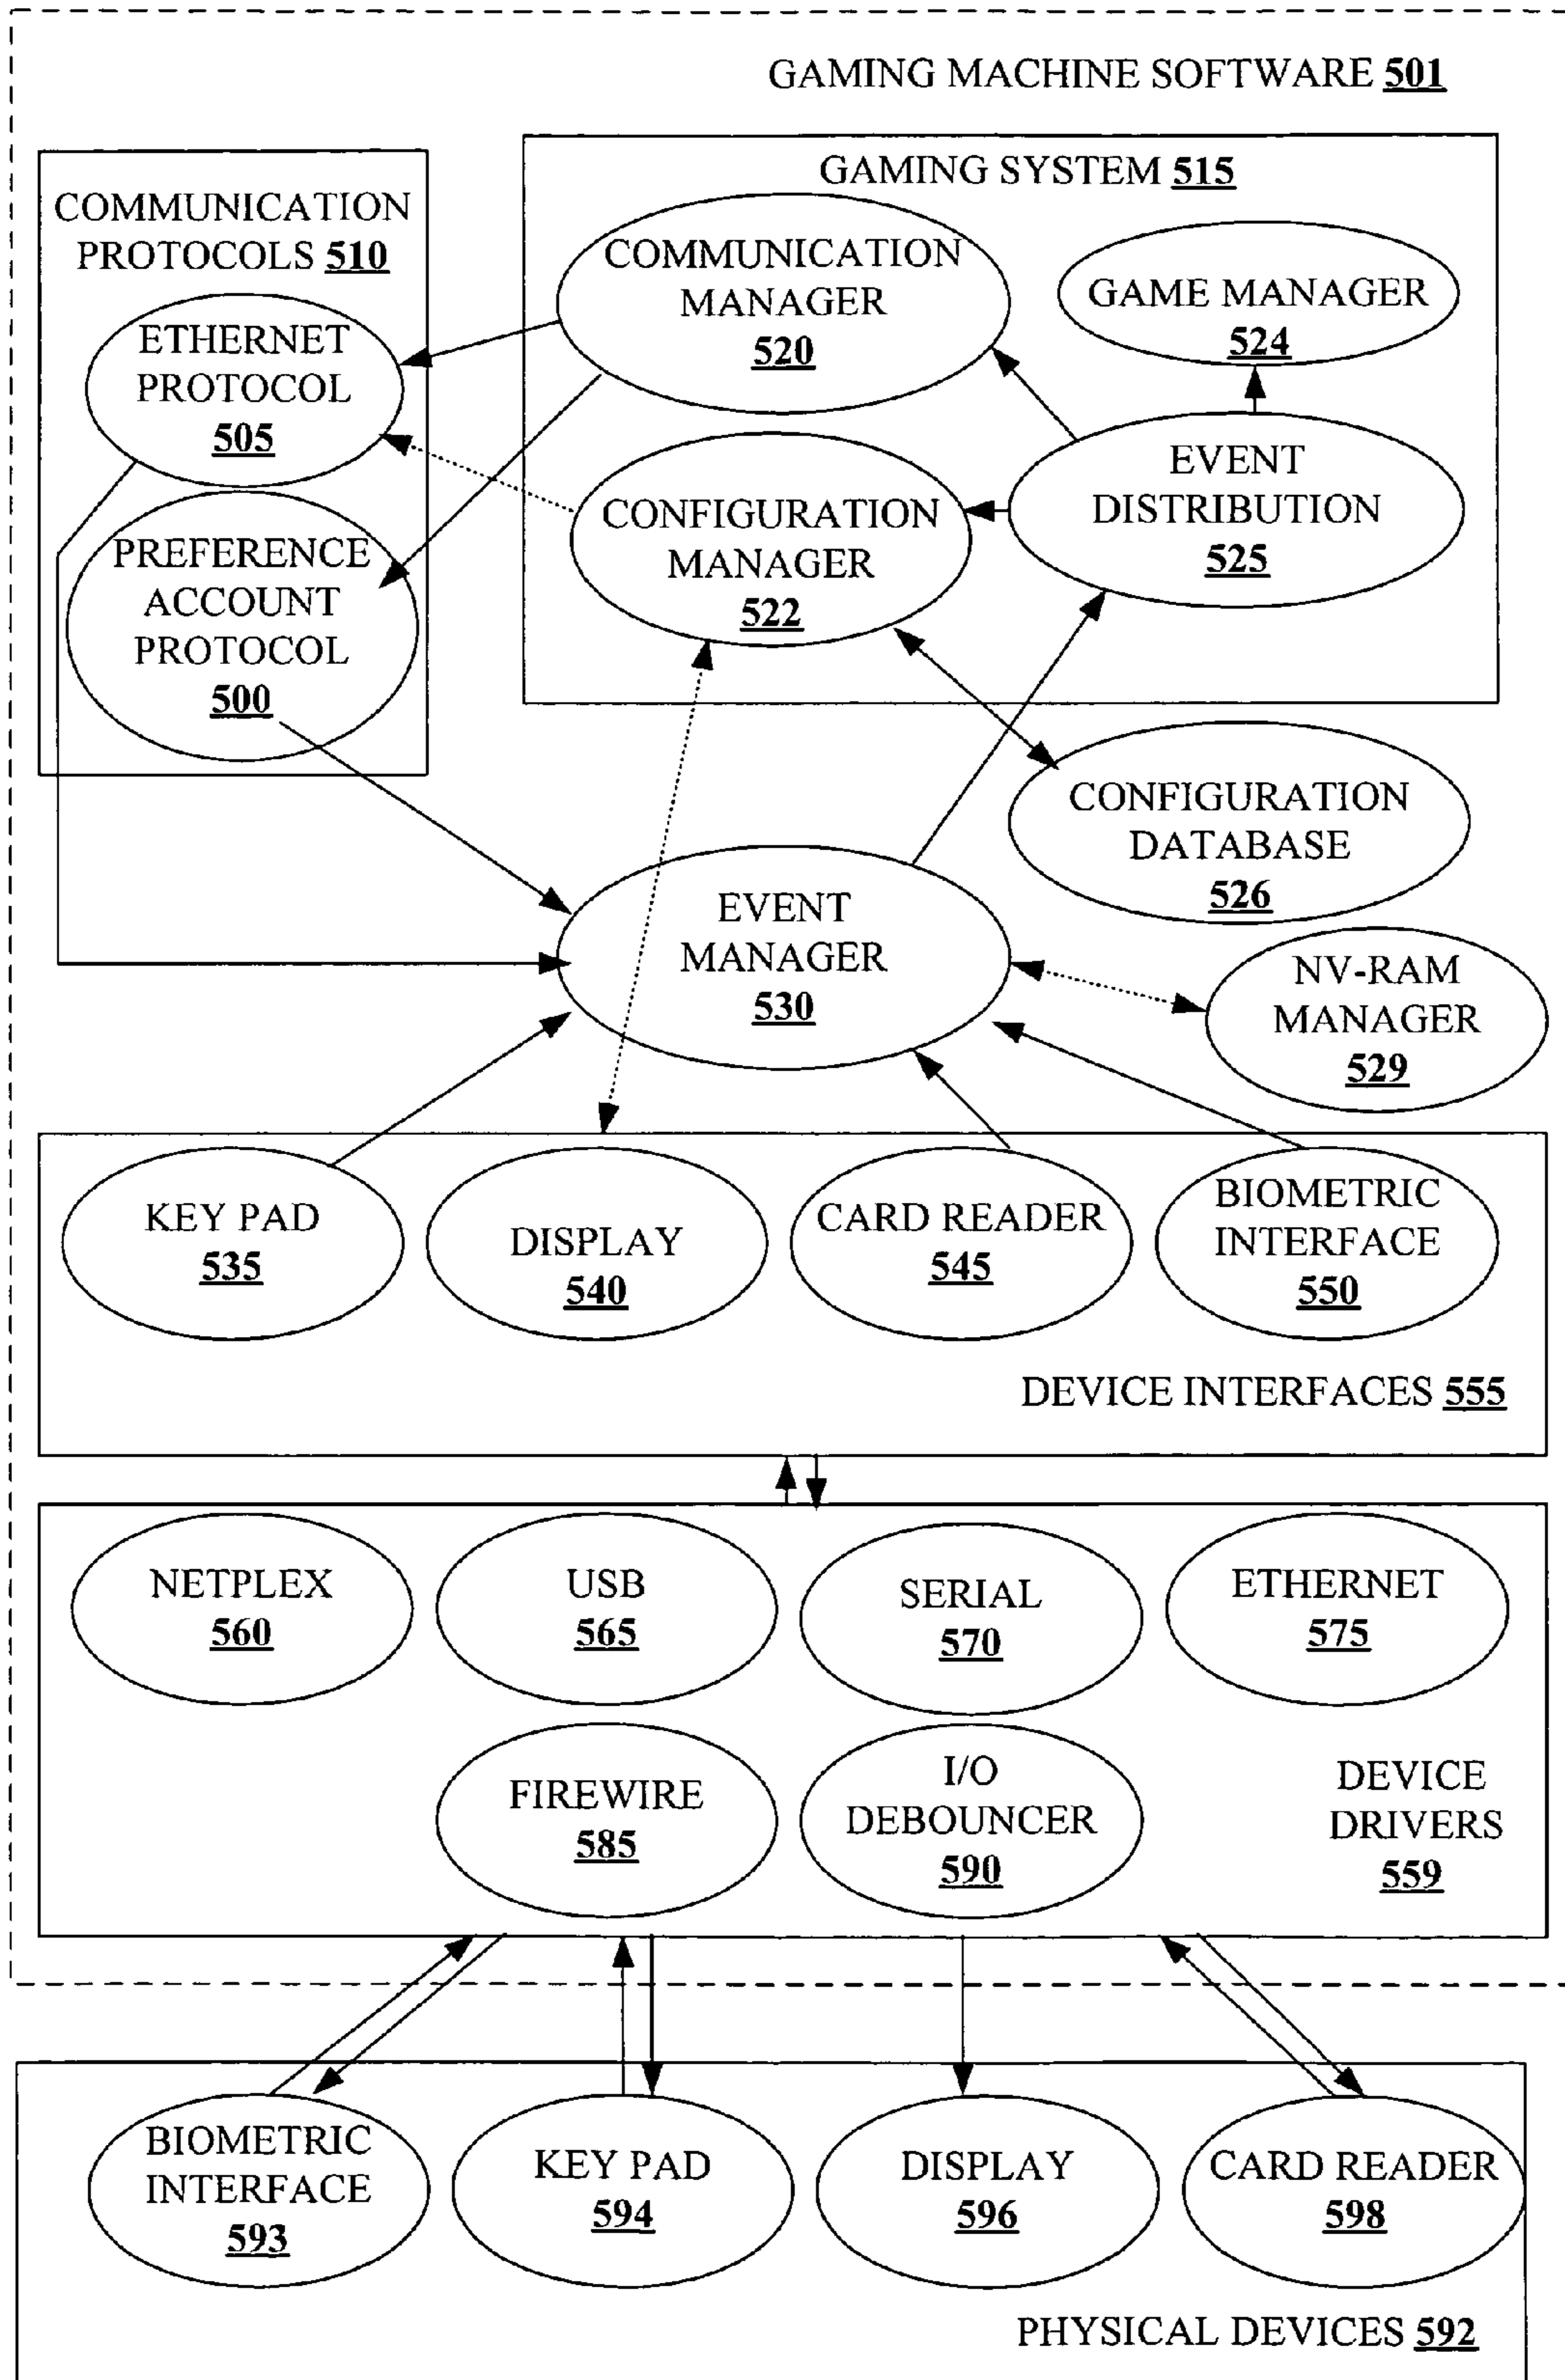 GAMING MACHINE SOFTWARE 501
COMMUNICATION
PROTOCOLS 510
ETHERNET
PROTOCOL
505
PREFERENCE
ACCOUNT
PROTOCOL
500
GAMING SYSTEM 515
COMMUNICATION
MANAGER
520
GAME MANAGER
524
CONFIGURATION
MANAGER
522
EVENT
DISTRIBUTION
525
CONFIGURATION
DATABASE
526
EVENT
MANAGER
530
NV-RAM
MANAGER
529
KEY PAD
535
DISPLAY
540
CARD READER
545
BIOMETRIC
INTERFACE
550
DEVICE INTERFACES 555
NETPLEX
560
USB
565
SERIAL
570
ETHERNET
575
FIREWIRE
585
I/O
DEBOUNCER
590
DEVICE
DRIVERS
559
BIOMETRIC
INTERFACE
593
KEY PAD
594
DISPLAY
596
CARD READER
598
PHYSICAL DEVICES 592